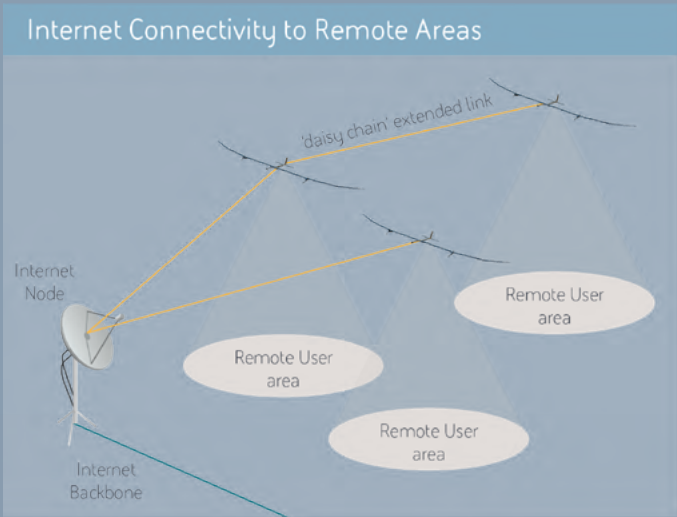 Internet Connectivity to Remote Areas
'daisy chain' extended link
Internet
Node
Remote User
area
Remote User
area
Remote User
area
Internet
Backbone